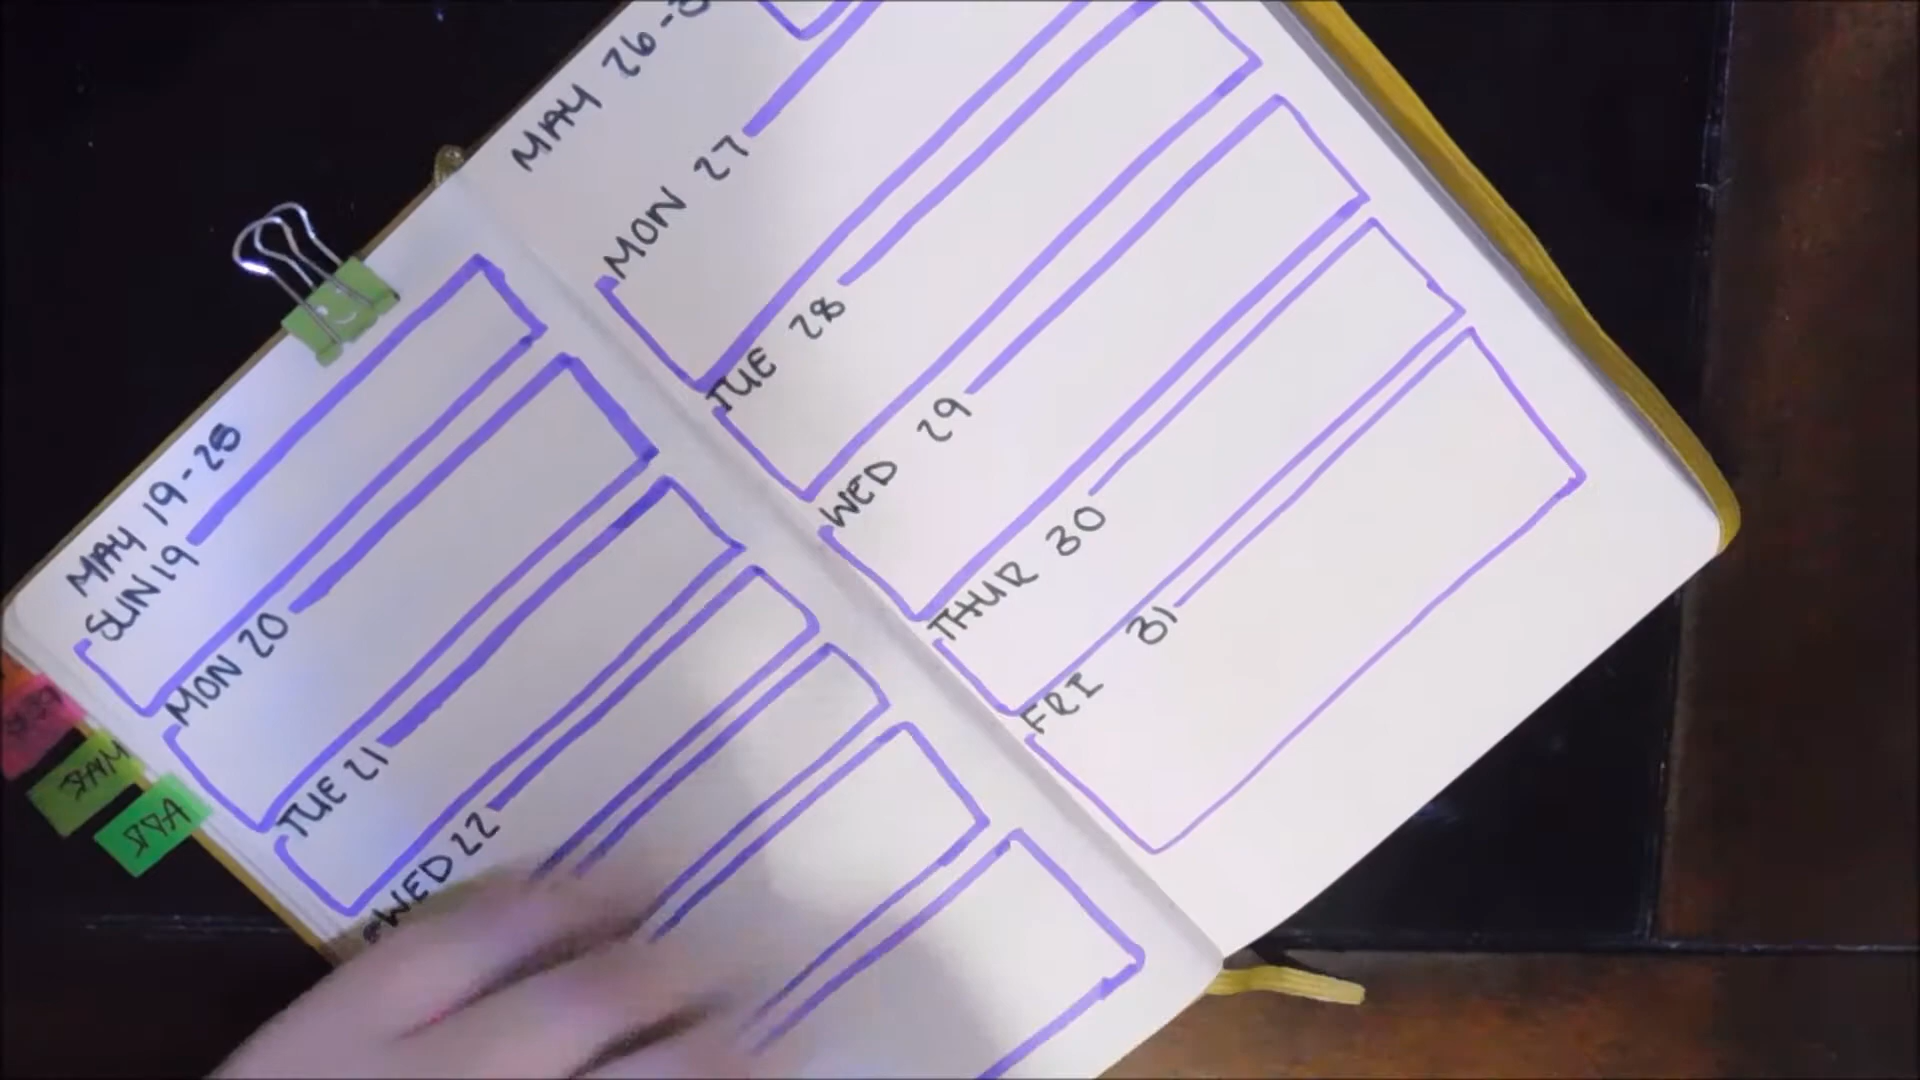 MAY 19-25
SUN 19
MON 20
TUE 21
WED 22
MAY 26-
MON 27
TUE 28
WED 29
THUR 30
FRI 31
MAR
APR